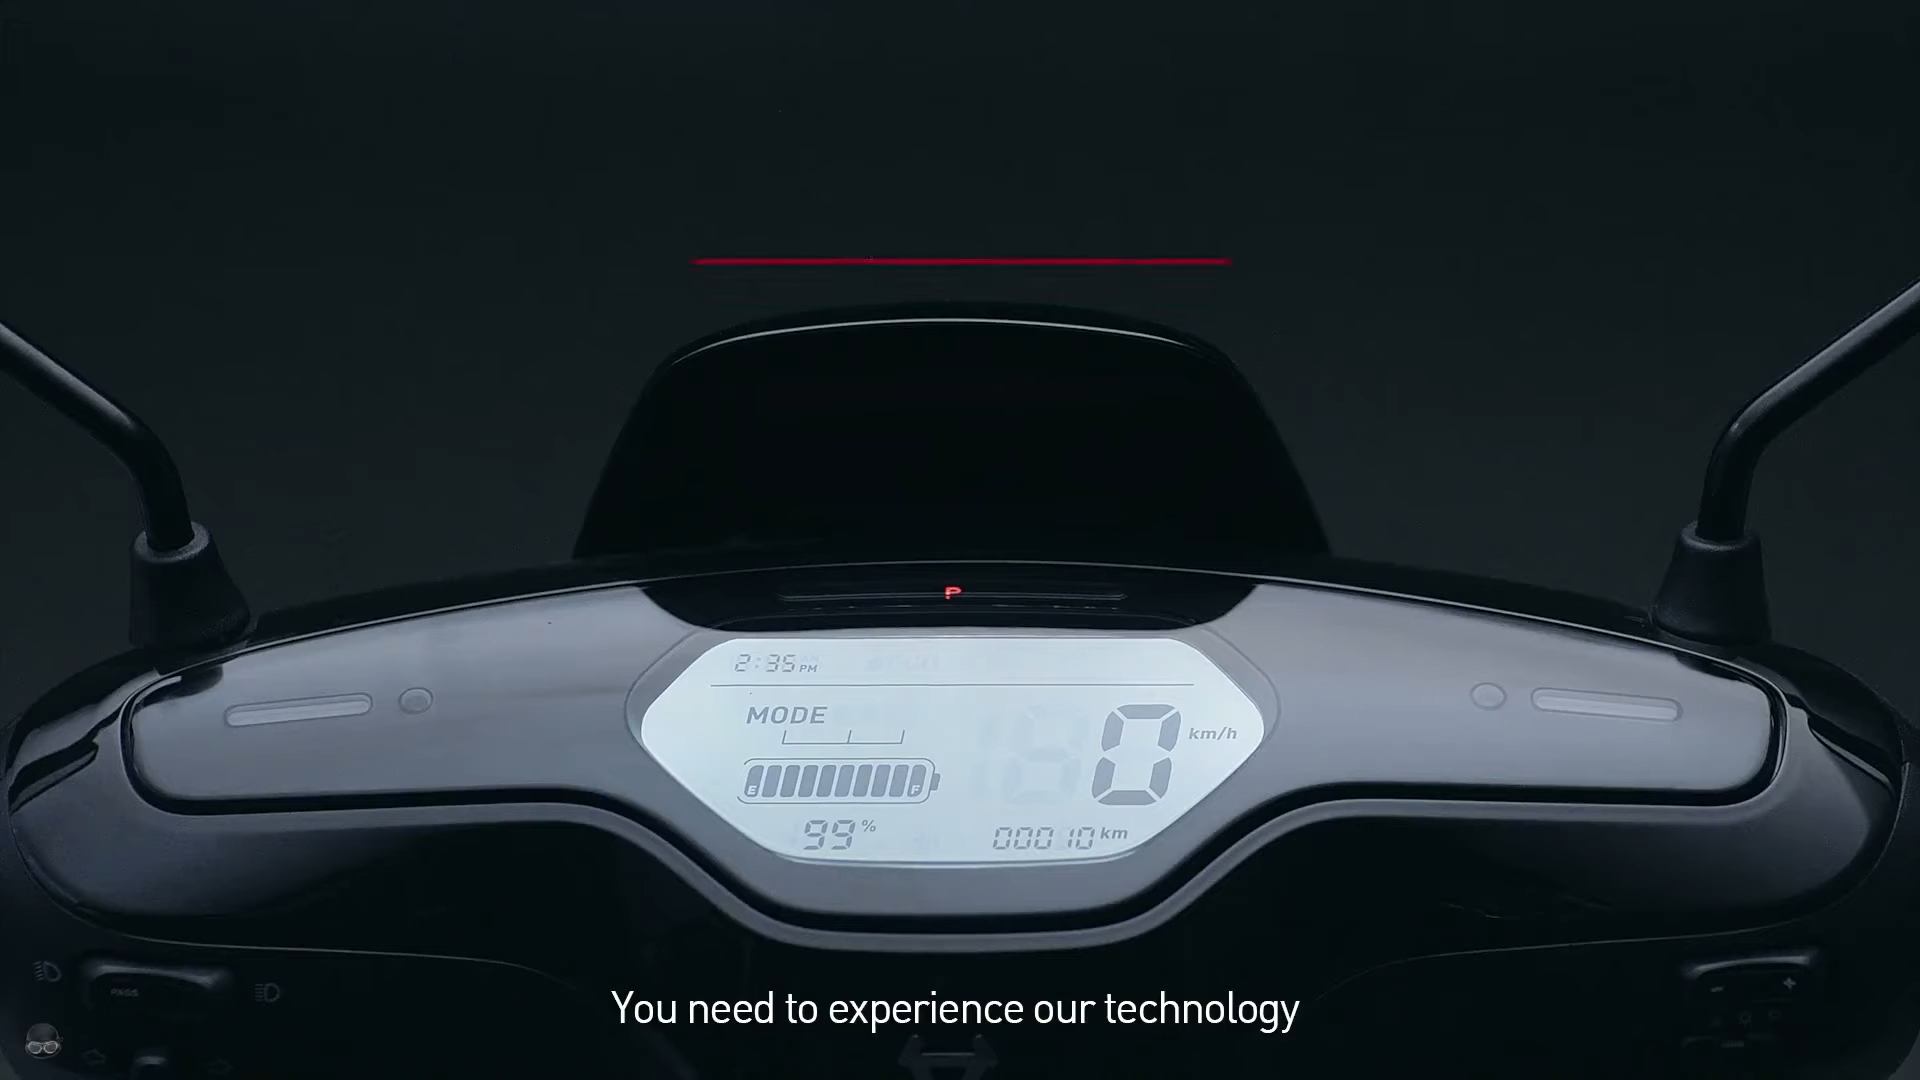 P
2:35 PM
MODE
0 km/h
E F
99 %
00010 km
PASS
- +
You need to experience our technology